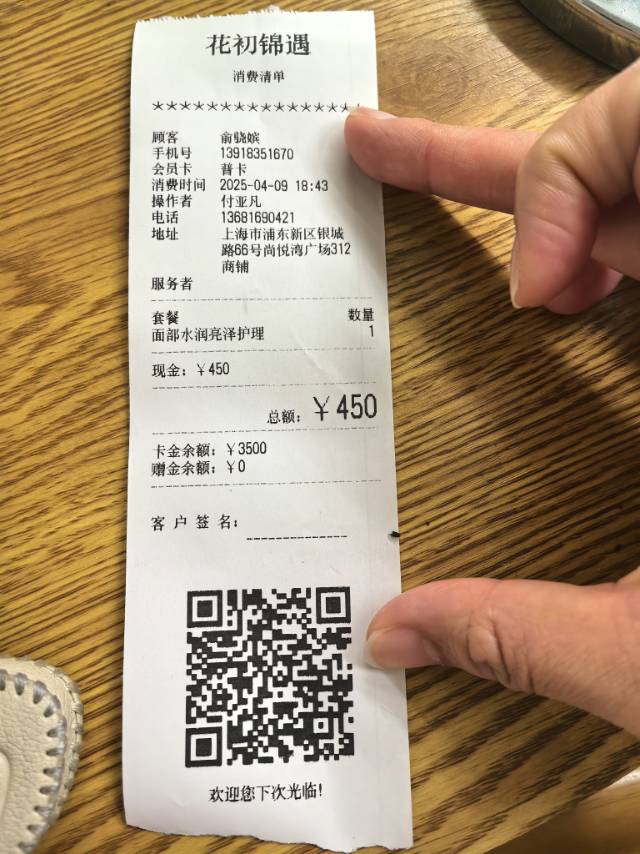 花初锦遇
消费清单
***************
顾客 俞骁嫔
手机号 13918351670
会员卡 普卡
消费时间 2025-04-09 18:43
操作者 付亚凡
电话 13681690421
地址 上海市浦东新区银城
路66号尚悦湾广场312
商铺
服务者
套餐 数量
面部水润亮泽护理 1
现金：￥450
总额：￥450
卡金余额：￥3500
赠金余额：￥0
客户签名：
欢迎您下次光临!